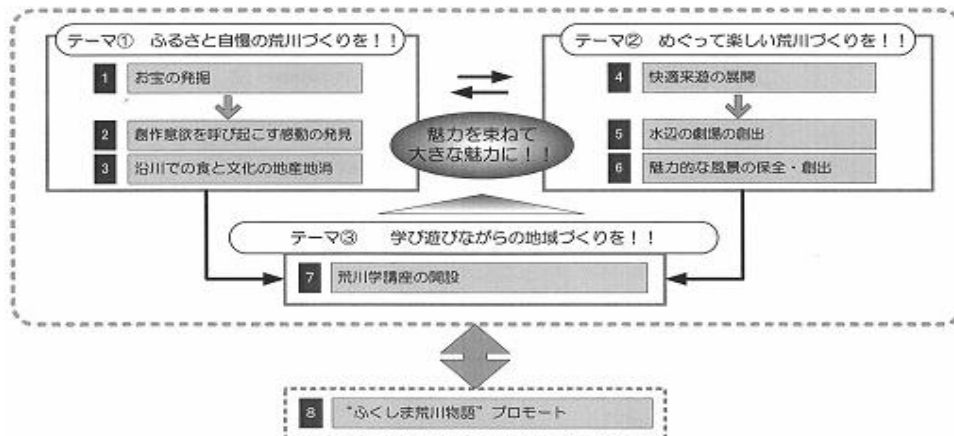 テーマ① ふるさと自慢の荒川づくりを！！
1 お宝の発掘
2 創作意欲を呼び起こす感動の発見
3 沿川での食と文化の地産地消
魅力を束ねて
大きな魅力に！！
テーマ② めぐって楽しい荒川づくりを！！
4 快適来遊の展開
5 水辺の劇場の創出
6 魅力的な風景の保全・創出
テーマ③ 学び遊びながらの地域づくりを！！
7 荒川学講座の開設
8 “ふくしま荒川物語” プロモート